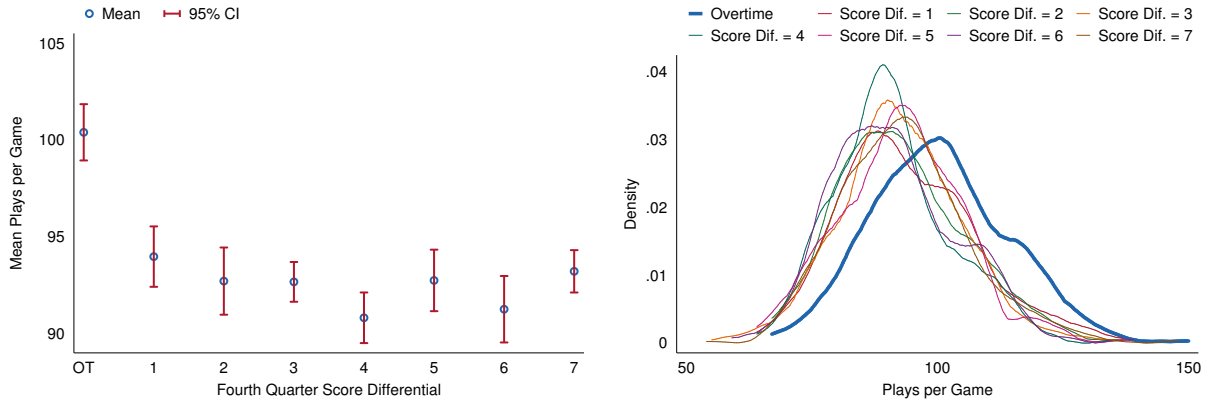 Mean 95% CI
105
100
95
90
Mean Plays per Game
OT 1 2 3 4 5 6 7
Fourth Quarter Score Differential
Overtime Score Dif. = 1 Score Dif. = 2 Score Dif. = 3
Score Dif. = 4 Score Dif. = 5 Score Dif. = 6 Score Dif. = 7
.04
.03
.02
.01
0
Density
50 100 150
Plays per Game